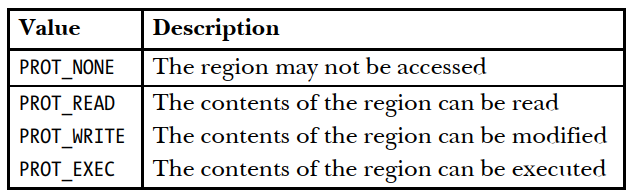 Value Description
PROT_NONE The region may not be accessed
PROT_READ The contents of the region can be read
PROT_WRITE The contents of the region can be modified
PROT_EXEC The contents of the region can be executed